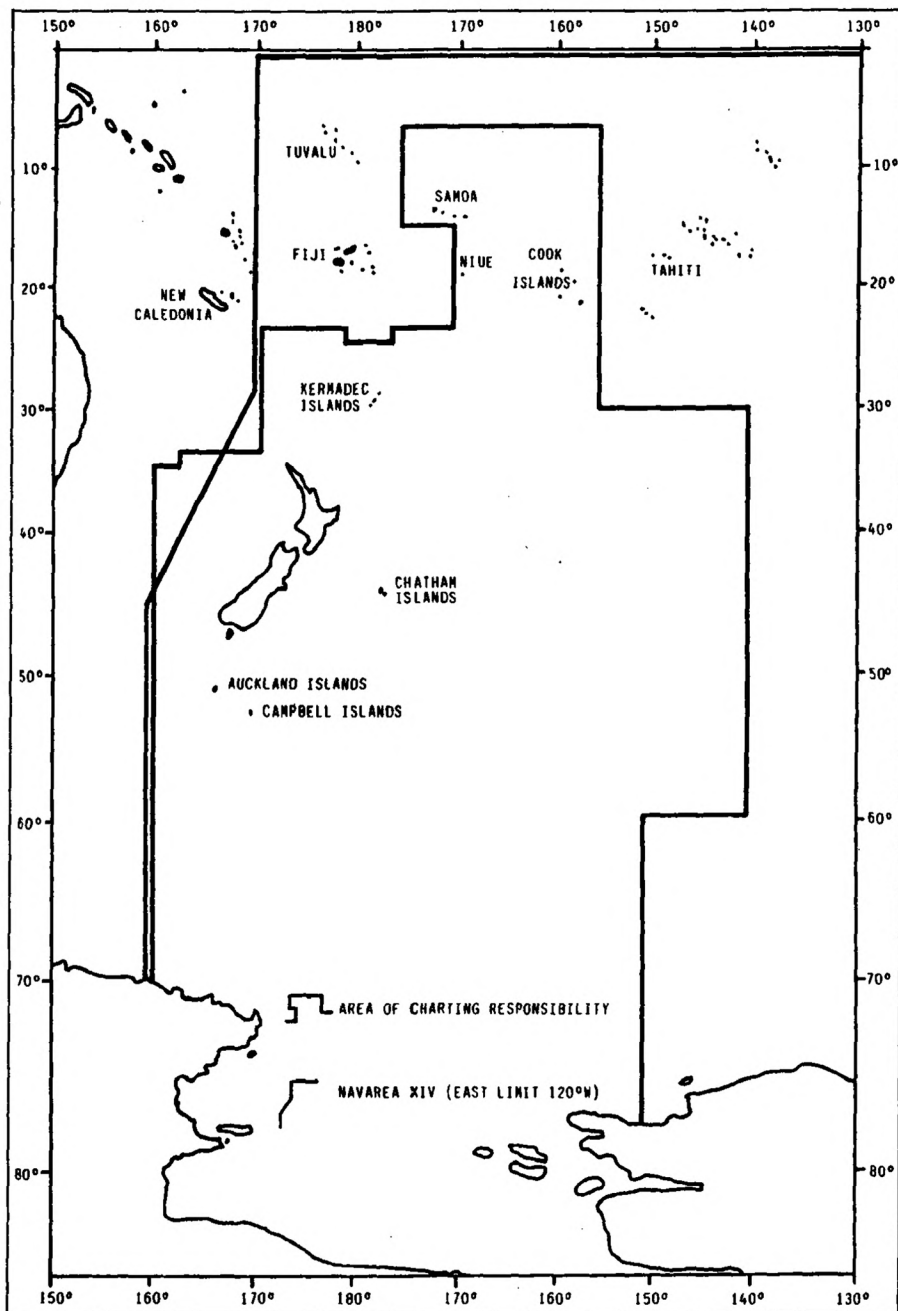 150° 160° 170° 180° 170° 160° 150° 140° 130°
TUVALU
10° 10°
SAMOA
FIJI NIUE COOK
ISLANDS TAHITI
20° 20°
NEW
CALEDONIA
KERMADEC
ISLANDS
30° 30°
40° 40°
CHATHAM
ISLANDS
50° 50°
AUCKLAND ISLANDS
CAMPBELL ISLANDS
60° 60°
70° 70°
AREA OF CHARTING RESPONSIBILITY
NAVAREA XIV (EAST LIMIT 120°W)
80° 80°
150° 160° 170° 180° 170° 160° 150° 140° 130°